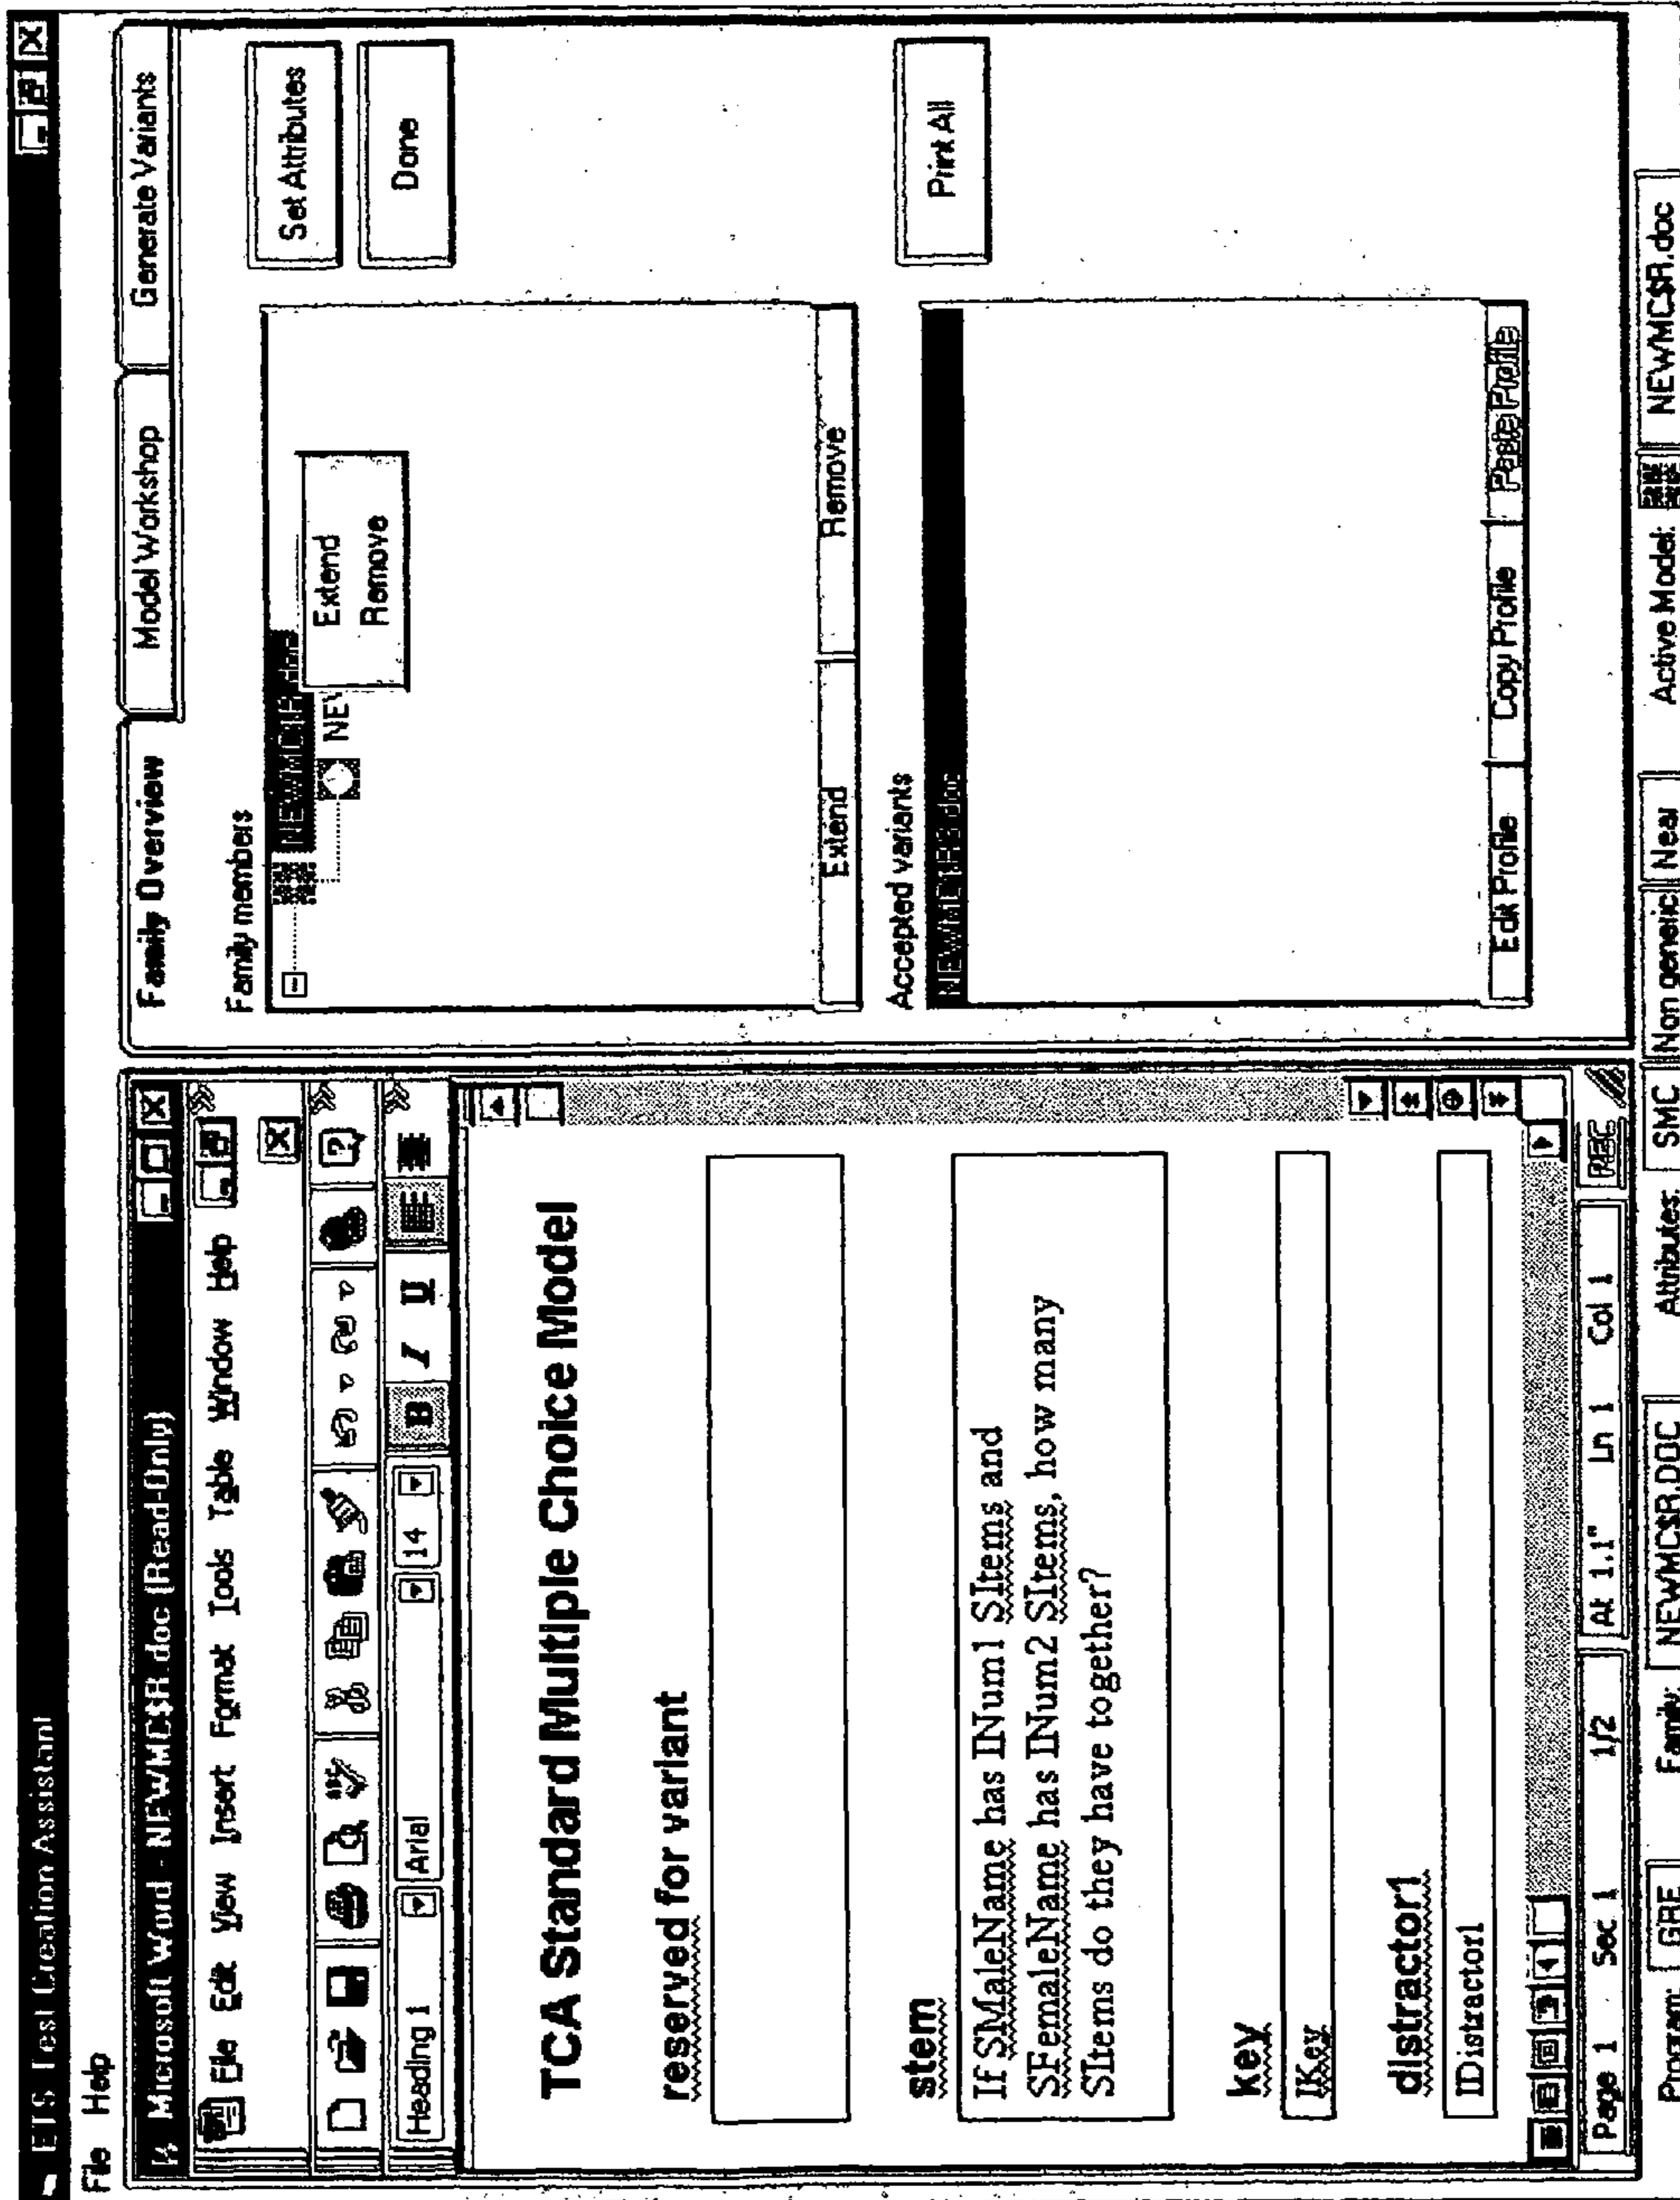 ETS Test Creation Assistant
File Help
Microsoft Word - NEWMC$R.doc (Read-Only)
File Edit View Insert Format Tools Table Window Help
Heading 1 Arial 14 B I U
TCA Standard Multiple Choice Model
reserved for variant
stem
If SMaleName has INum1 SItems and
SFemaleName has INum2 SItems, how many
SItems do they have together?
key
IKey
distractor1
IDistractor1
Page 1 Sec 1 1/2 At 1.1" Ln 1 Col 1 REC
Family Overview Model Workshop Generate Variants
Family members
NEV
Extend
Remove
Extend Remove
Set Attributes
Done
Accepted variants
NEWMC$R.doc
Print All
Edit Profile Copy Profile Paste Profile
Program: GRE Family: NEWMC$R.DOC Attributes: SMC Non generic Near Active Model: NEWMC$R.doc